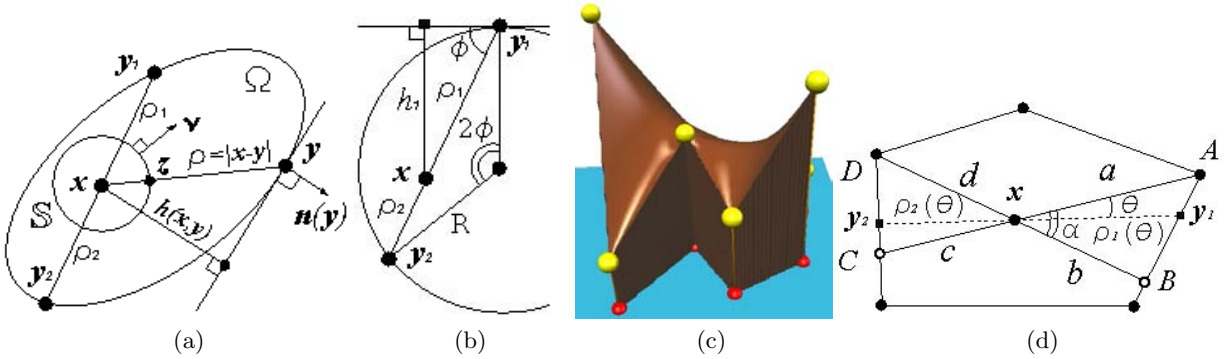 y₁
Ω
ρ₁
ν
z
ρ=|x-y|
y
x
S
h(x,y)
n(y)
ρ₂
y₂
(a)
ϕ
y₁
h₁
ρ₁
2ϕ
x
ρ₂
R
y₂
(b)
(c)
A
D
d
a
x
θ
y₂
ρ₂(θ)
α
ρ₁(θ)
y₁
C
c
b
B
(d)